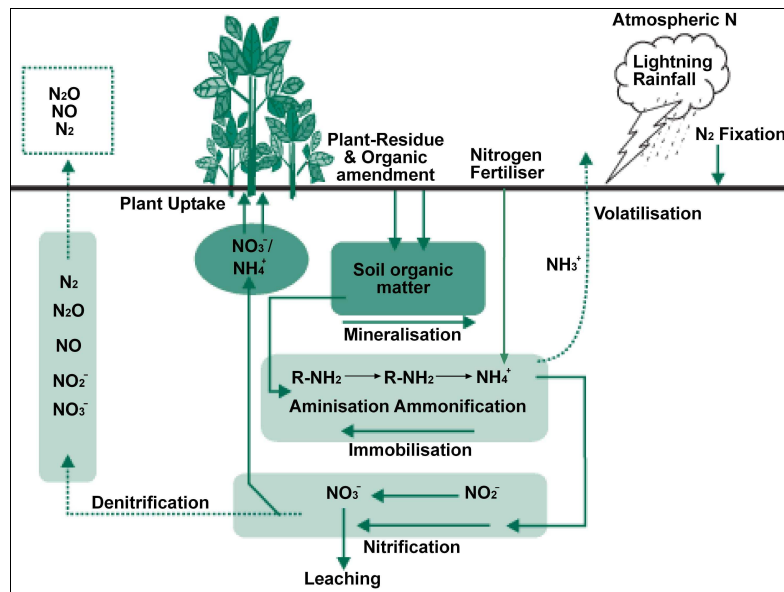 Atmospheric N
Lightning
Rainfall
N₂ Fixation
N₂O
NO
N₂
Plant-Residue
& Organic
amendment
Nitrogen
Fertiliser
Plant Uptake
Volatilisation
NO₃⁻/
NH₄⁺
NH₃⁺
Soil organic
matter
Mineralisation
N₂
N₂O
NO
NO₂⁻
NO₃⁻
R-NH₂ R-NH₂ NH₄⁺
Aminisation Ammonification
Immobilisation
Denitrification
NO₃⁻ NO₂⁻
Nitrification
Leaching